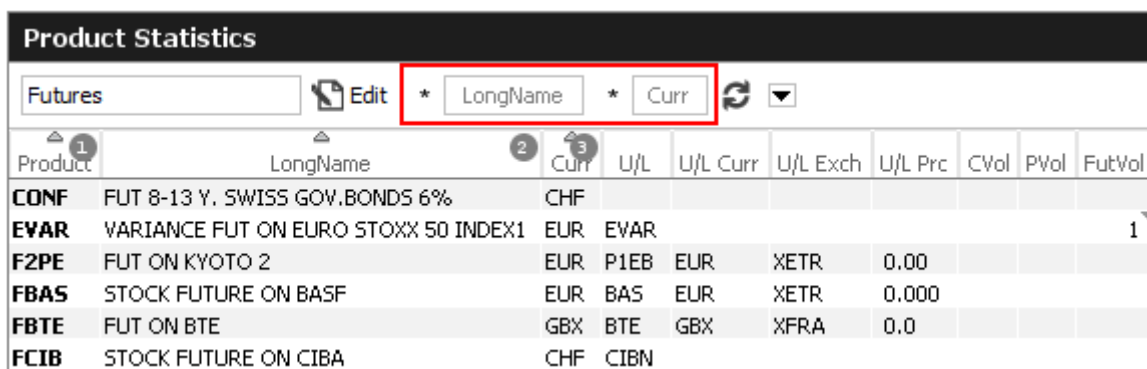 Product Statistics
Futures Edit * LongName * Curr
Product 1 LongName 2 Curr 3 U/L U/L Curr U/L Exch U/L Prc CVol PVol FutVol
CONF FUT 8-13 Y. SWISS GOV.BONDS 6% CHF
EVAR VARIANCE FUT ON EURO STOXX 50 INDEX1 EUR EVAR 1
F2PE FUT ON KYOTO 2 EUR P1EB EUR XETR 0.00
FBAS STOCK FUTURE ON BASF EUR BAS EUR XETR 0.000
FBTE FUT ON BTE GBX BTE GBX XFRA 0.0
FCIB STOCK FUTURE ON CIBA CHF CIBN